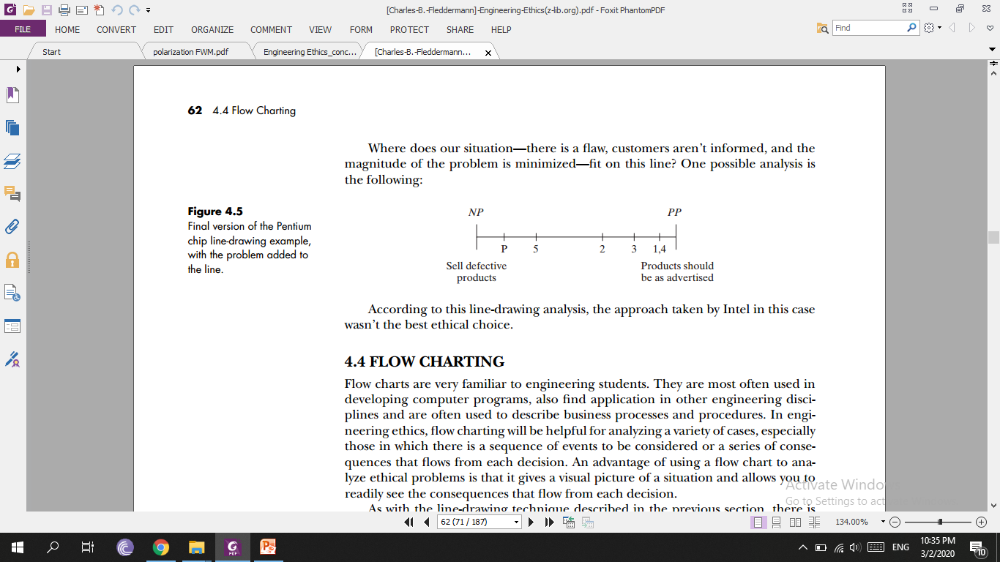 [Charles-B.-Fleddermann]-Engineering-Ethics(z-lib.org).pdf - Foxit PhantomPDF
FILE HOME CONVERT EDIT ORGANIZE COMMENT VIEW FORM PROTECT SHARE HELP
Find
Start polarization FWM.pdf Engineering Ethics_conc... [Charles-B.-Fleddermann...
62 4.4 Flow Charting
Where does our situation—there is a flaw, customers aren't informed, and the
magnitude of the problem is minimized—fit on this line? One possible analysis is
the following:
Figure 4.5
Final version of the Pentium
chip line-drawing example,
with the problem added to
the line.
NP PP
P 5 2 3 1,4
Sell defective Products should
products be as advertised
According to this line-drawing analysis, the approach taken by Intel in this case
wasn't the best ethical choice.
4.4 FLOW CHARTING
Flow charts are very familiar to engineering students. They are most often used in
developing computer programs, also find application in other engineering disci-
plines and are often used to describe business processes and procedures. In engi-
neering ethics, flow charting will be helpful for analyzing a variety of cases, especially
those in which there is a sequence of events to be considered or a series of conse-
quences that flows from each decision. An advantage of using a flow chart to ana-
lyze ethical problems is that it gives a visual picture of a situation and allows you to
readily see the consequences that flow from each decision.
As with the line-drawing technique described in the previous section, there is
Activate Windo
Go to Settings to act
62 (71 / 187)
134.00%
ENG
10:35 PM
3/2/2020
10